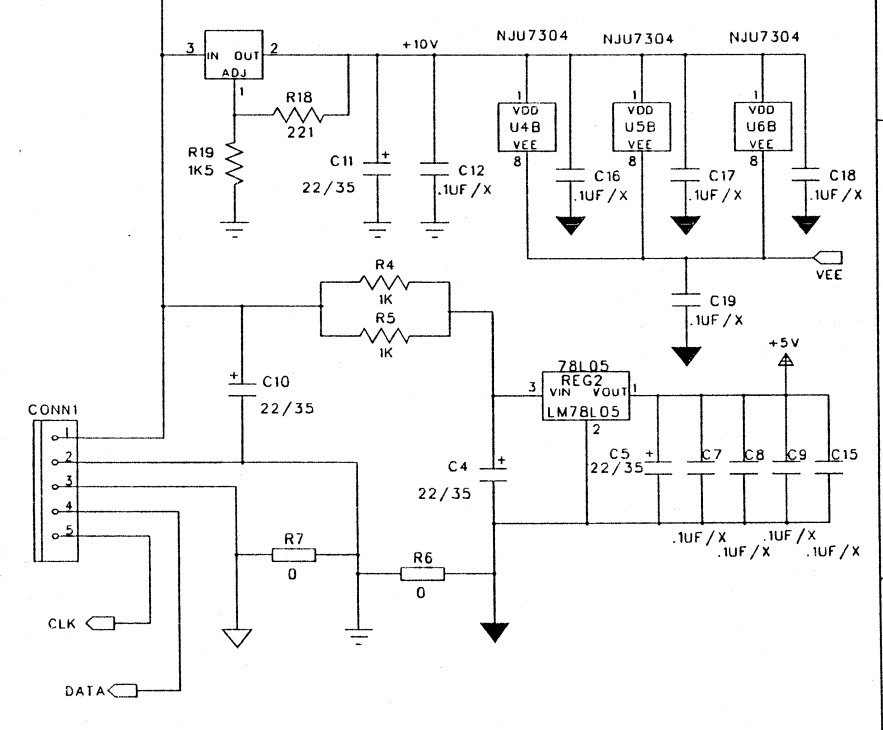 NJU7304 NJU7304 NJU7304
3 IN OUT 2 +10V
ADJ
1
R18
221
R19
1K5
C11 +
22/35
C12
.1UF/X
1 VDD
U4B
VEE
8
C16
.1UF/X
1 VDD
U5B
VEE
8
C17
.1UF/X
1 VDD
U6B
VEE
8
C18
.1UF/X
VEE
C19
.1UF/X
R4
1K
R5
1K
+ C10
22/35
+5V
78L05
REG2
3 VIN VOUT 1
LM78L05
2
CONN1
1
2
3
4
5
C4 +
22/35
C5 +
22/35
C7 C8 C9 C15
.1UF/X .1UF/X .1UF/X .1UF/X
R7
0
R6
0
CLK
DATA